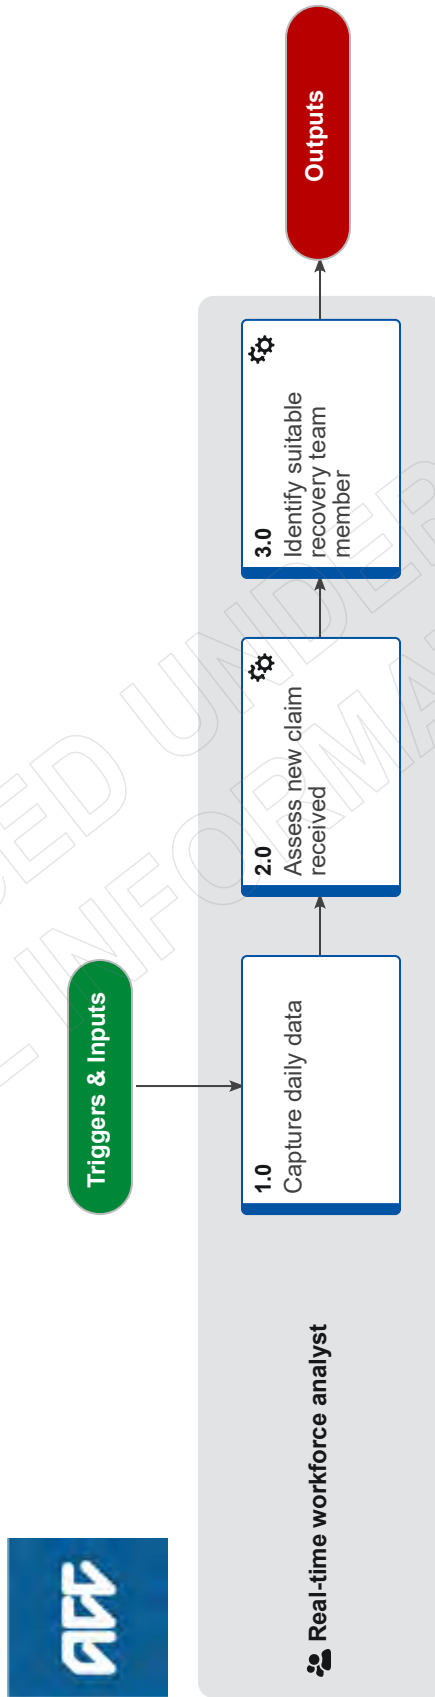 acc
Triggers & Inputs
Real-time workforce analyst
1.0
Capture daily data
2.0
Assess new claim
received
3.0
Identify suitable
recovery team
member
Outputs